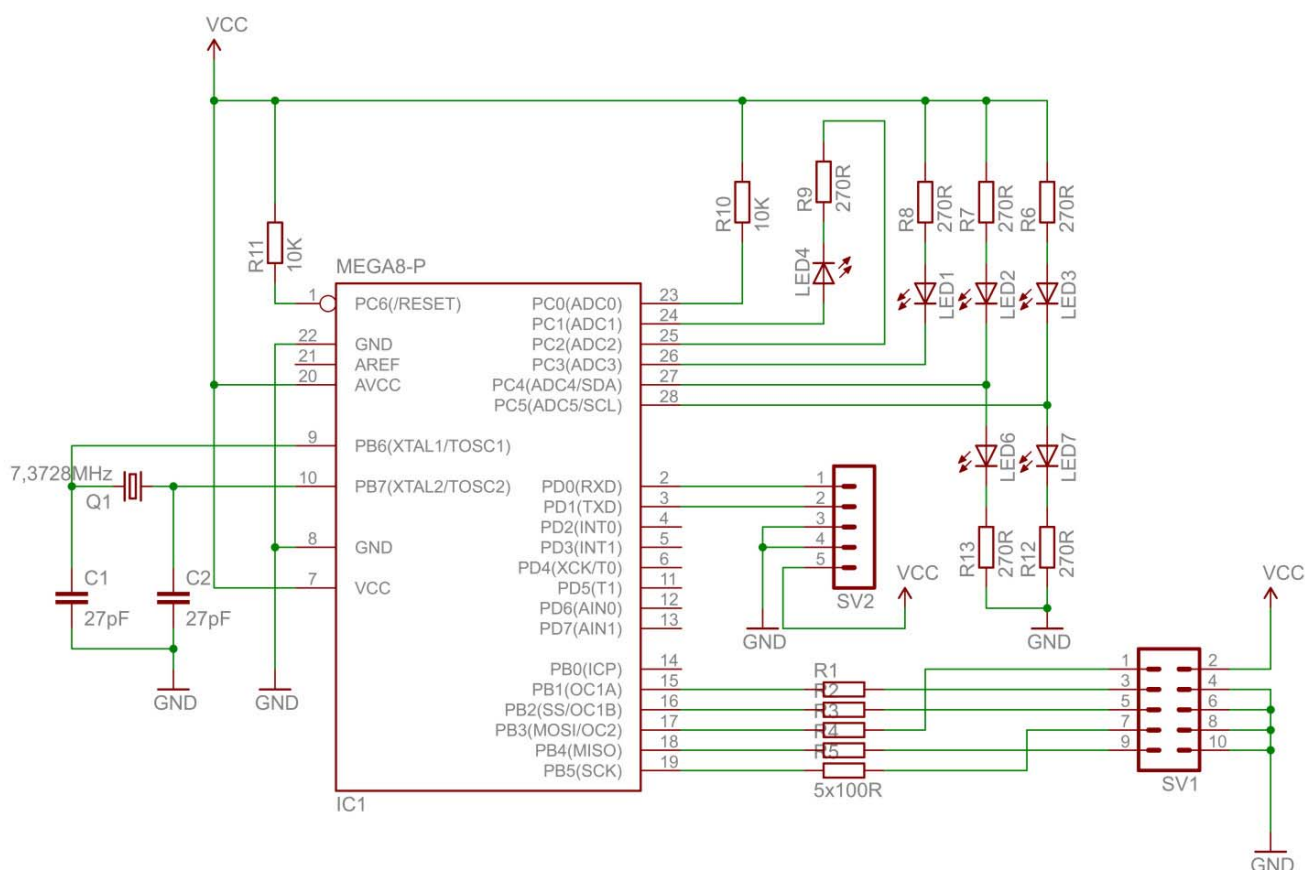 VCC
R11
10K
R10
10K
R9
270R
LED4
R8
270R
LED1
R7
270R
LED2
R6
270R
LED3
MEGA8-P
1
PC6(/RESET)
22
GND
21
AREF
20
AVCC
9
PB6(XTAL1/TOSC1)
10
PB7(XTAL2/TOSC2)
8
GND
7
VCC
PC0(ADC0)
23
PC1(ADC1)
24
PC2(ADC2)
25
PC3(ADC3)
26
PC4(ADC4/SDA)
27
PC5(ADC5/SCL)
28
PD0(RXD)
2
PD1(TXD)
3
PD2(INT0)
4
PD3(INT1)
5
PD4(XCK/T0)
6
PD5(T1)
11
PD6(AIN0)
12
PD7(AIN1)
13
PB0(ICP)
14
PB1(OC1A)
15
PB2(SS/OC1B)
16
PB3(MOSI/OC2)
17
PB4(MISO)
18
PB5(SCK)
19
IC1
7,3728MHz
Q1
C1
27pF
C2
27pF
GND
GND
1
2
3
4
5
SV2
VCC
GND
LED6
LED7
R13
270R
R12
270R
GND
R1
R2
R3
R4
R5
5x100R
VCC
1
2
3
4
5
6
7
8
9
10
SV1
GND